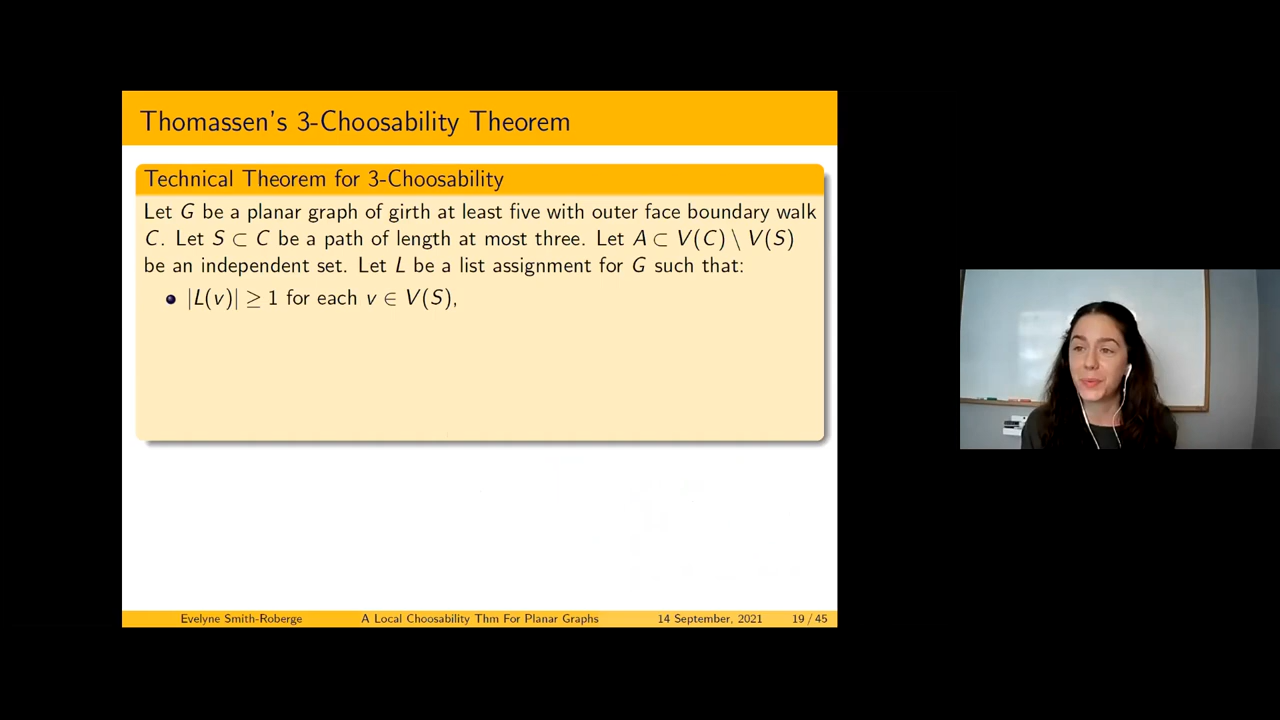 Thomassen's 3-Choosability Theorem
Technical Theorem for 3-Choosability
Let G be a planar graph of girth at least five with outer face boundary walk
C. Let S ⊂ C be a path of length at most three. Let A ⊂ V(C) \ V(S)
be an independent set. Let L be a list assignment for G such that:
• |L(v)| ≥ 1 for each v ∈ V(S),
Evelyne Smith-Roberge A Local Choosability Thm For Planar Graphs 14 September, 2021 19 / 45